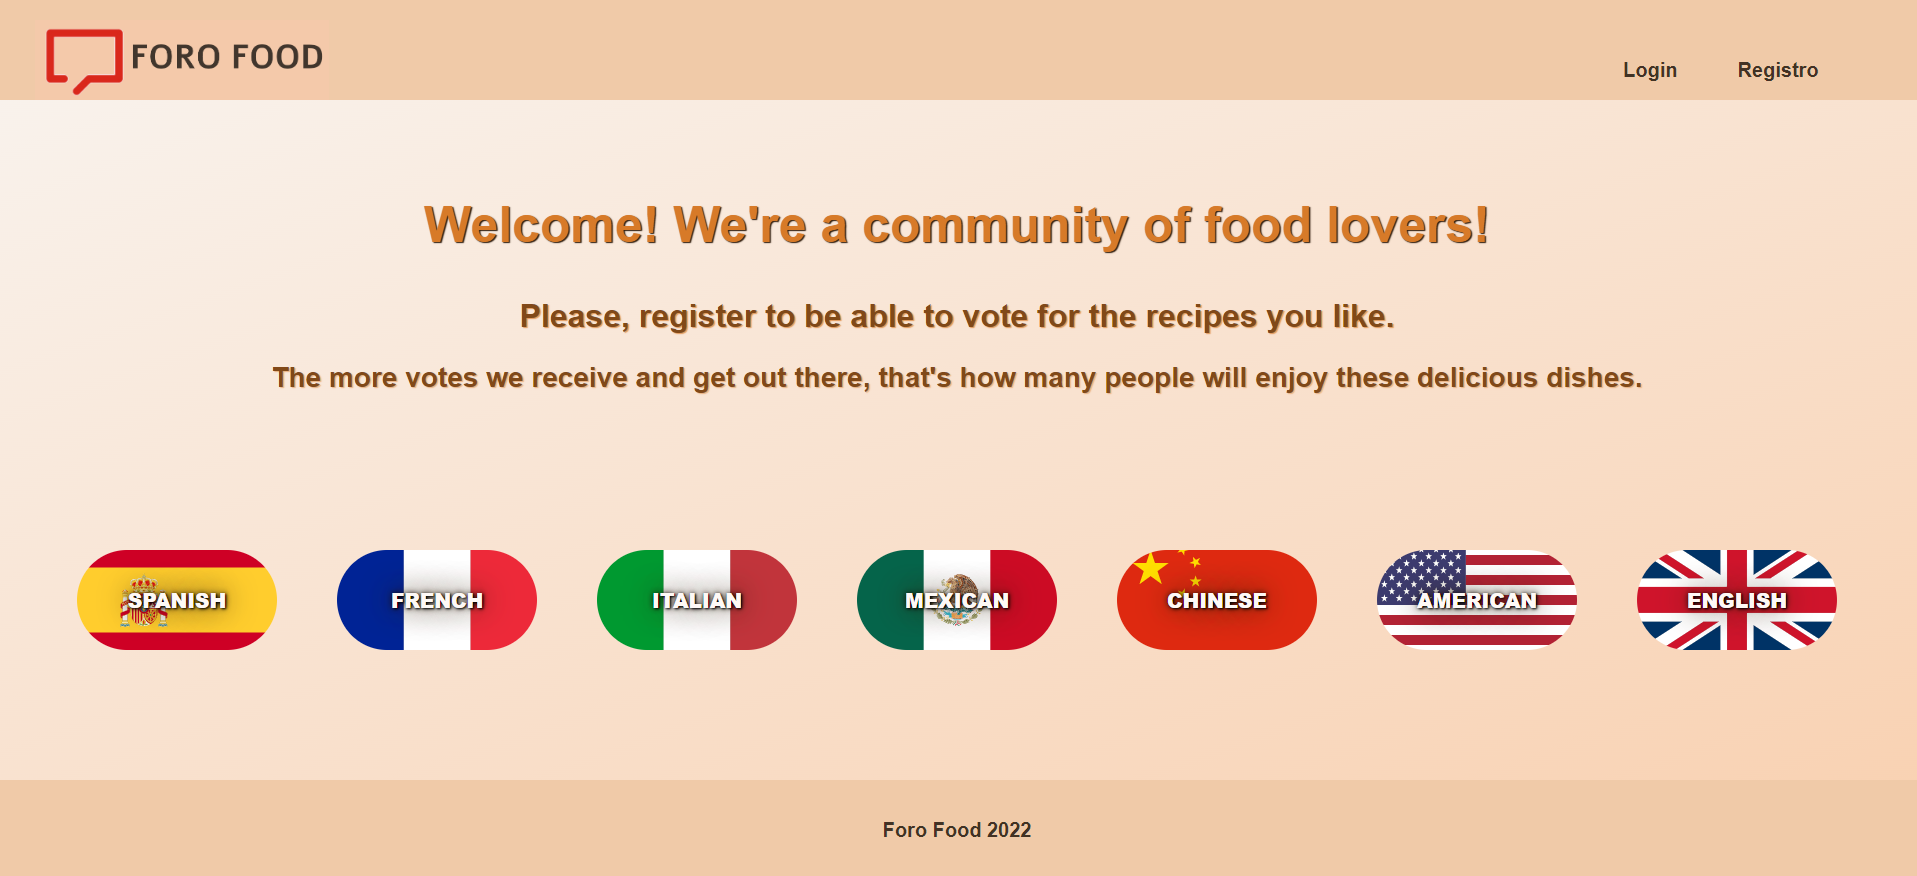 FORO FOOD
Login Registro
Welcome! We're a community of food lovers!
Please, register to be able to vote for the recipes you like.
The more votes we receive and get out there, that's how many people will enjoy these delicious dishes.
SPANISH FRENCH ITALIAN MEXICAN CHINESE AMERICAN ENGLISH
Foro Food 2022